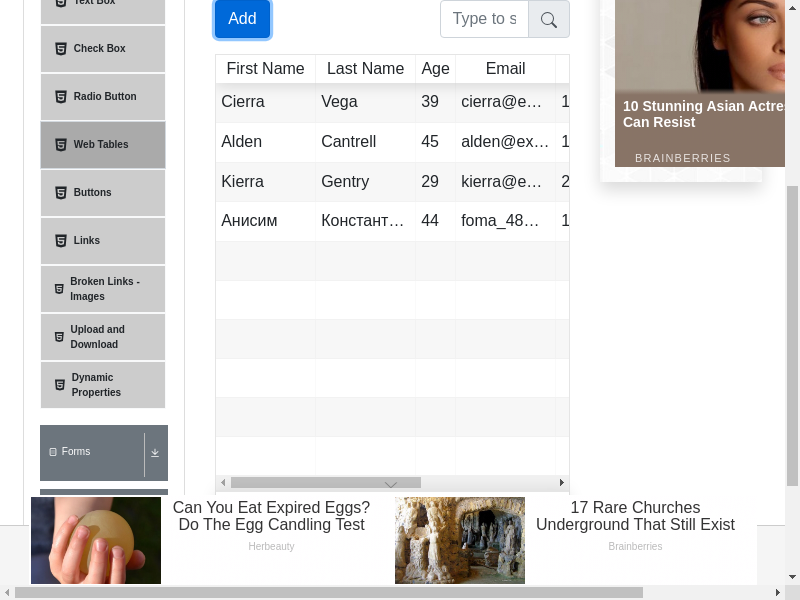 Text Box
Check Box
Radio Button
Web Tables
Buttons
Links
Broken Links -
Images
Upload and
Download
Dynamic
Properties
Forms
Add
Type to s
First Name Last Name Age Email
Cierra Vega 39 cierra@e… 1
Alden Cantrell 45 alden@ex… 1
Kierra Gentry 29 kierra@e… 2
Анисим Констант… 44 foma_48… 1
10 Stunning Asian Actre
Can Resist
BRAINBERRIES
Can You Eat Expired Eggs?
Do The Egg Candling Test
Herbeauty
17 Rare Churches
Underground That Still Exist
Brainberries